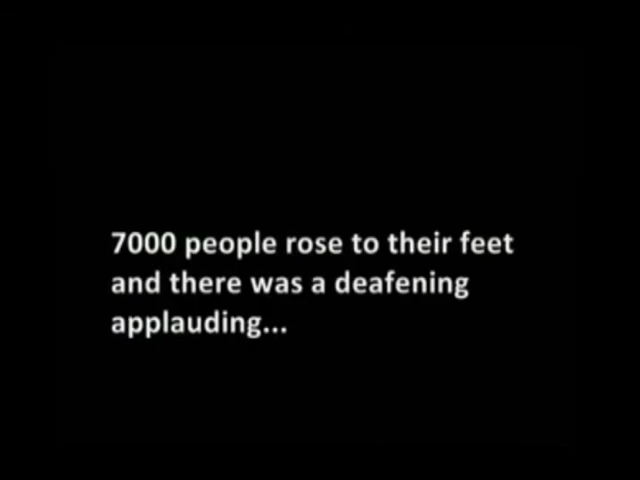 7000 people rose to their feet
and there was a deafening
applauding...